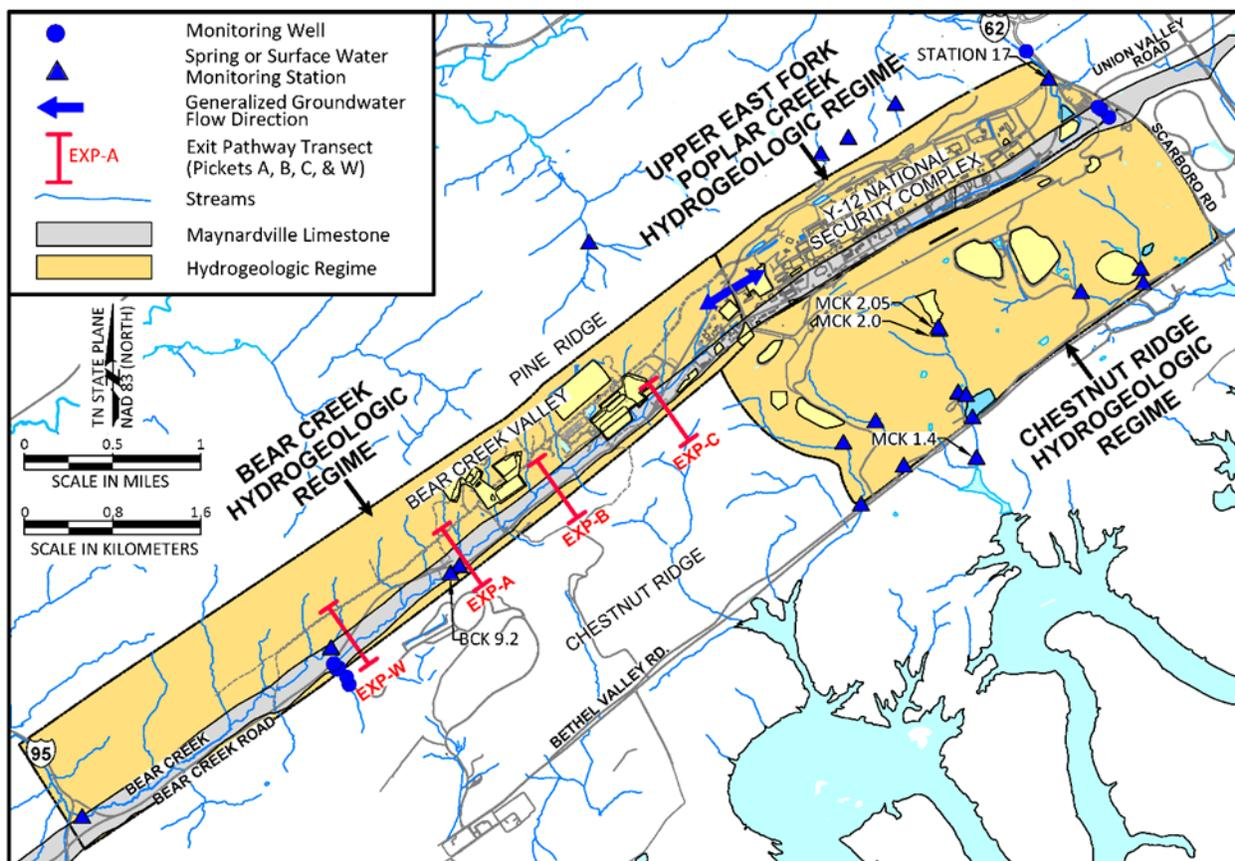 Monitoring Well
Spring or Surface Water
Monitoring Station
Generalized Groundwater
Flow Direction
EXP-A
Exit Pathway Transect
(Pickets A, B, C, & W)
Streams
Maynardville Limestone
Hydrogeologic Regime
TN STATE PLANE
NAD 83 (NORTH)
0 0.5 1
SCALE IN MILES
0 0.8 1.6
SCALE IN KILOMETERS
62
STATION 17
UNION VALLEY
ROAD
SCARBORO RD
UPPER EAST FORK
POPLAR CREEK
HYDROGEOLOGIC REGIME
Y-12 NATIONAL
SECURITY COMPLEX
MCK 2.05
MCK 2.0
PINE RIDGE
BEAR CREEK
HYDROGEOLOGIC
REGIME
BEAR CREEK VALLEY
CHESTNUT RIDGE
HYDROGEOLOGIC
REGIME
MCK 1.4
EXP-C
EXP-B
EXP-A
EXP-W
BCK 9.2
CHESTNUT RIDGE
BETHEL VALLEY RD.
95
BEAR CREEK
BEAR CREEK ROAD